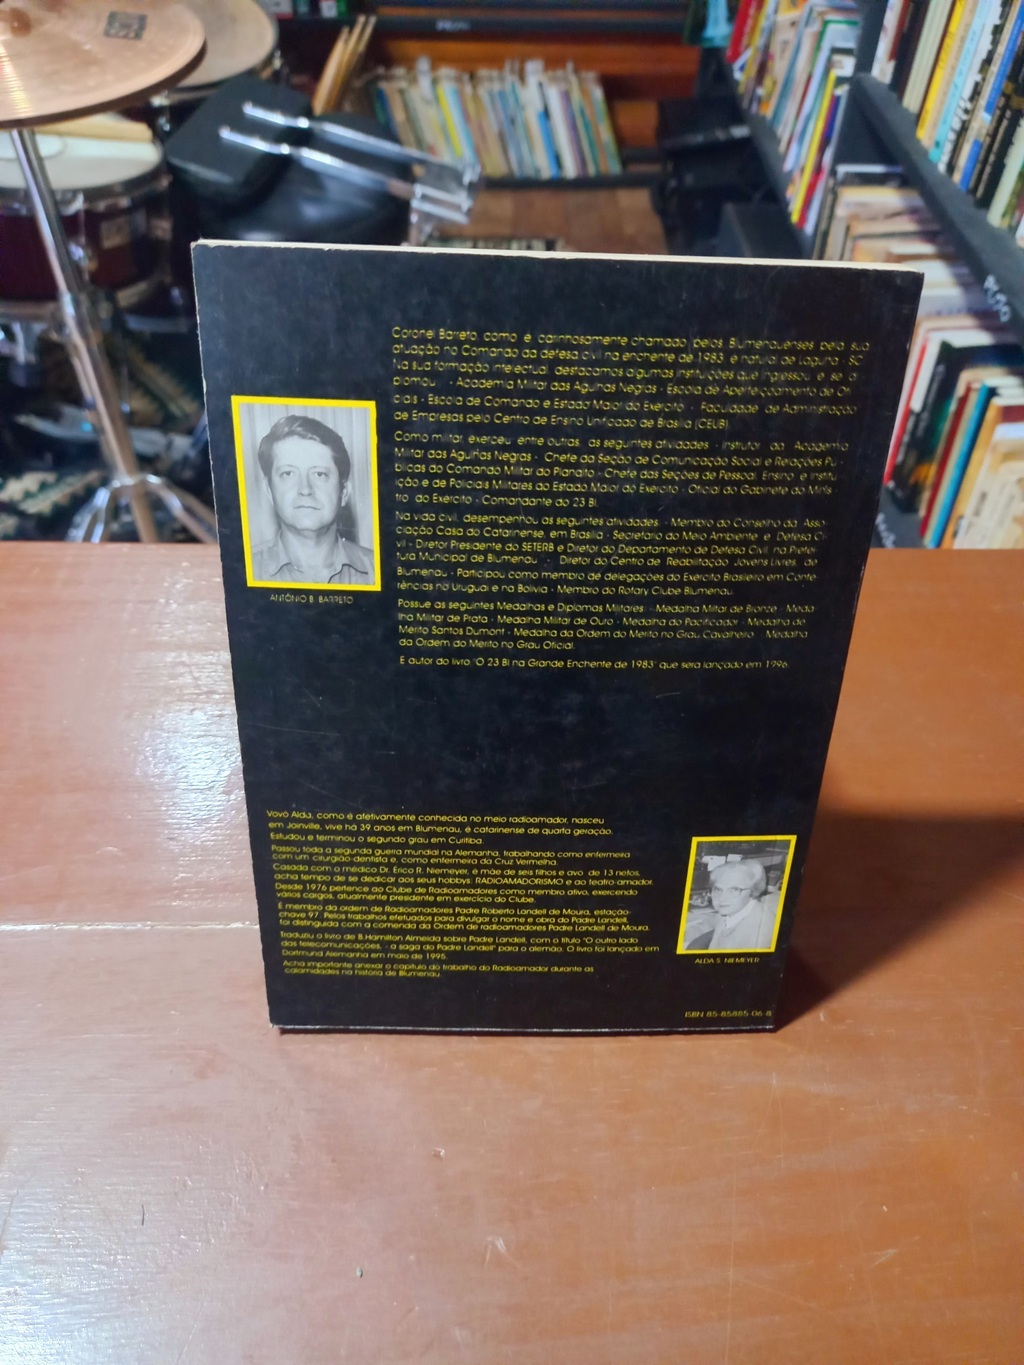 Coronel Barreto, como é carinhosamente chamado pelos Blumenauenses pela sua
atuação no Comando da defesa civil na enchente de 1983, é natural de Laguna - SC
Na sua formação intelectual, destacamos algumas instituições que ingressou e se di-
plomou: - Academia Militar das Agulhas Negras - Escola de Aperfeiçoamento de Ofi-
ciais - Escola de Comando e Estado Maior do Exército - Faculdade de Administração
de Empresas pelo Centro de Ensino Unificado de Brasília (CEUB)
Como militar, exerceu entre outras, as seguintes atividades - Instrutor da Academia
Militar das Agulhas Negras - Chefe da Seção de Comunicação Social e Relações Pú-
blicas do Comando Militar do Planalto - Chefe das Seções de Pessoal, Ensino, e Institu
ição e de Policiais Militares do Estado Maior do Exército - Oficial do Gabinete do Minis-
tro do Exército - Comandante do 23 BI.
Na vida civil, desempenhou as seguintes atividades: - Membro do Conselho da Asso-
ciação Casa do Catarinense, em Brasília - Secretário do Meio Ambiente e Defesa Ci-
vil - Diretor Presidente do SETERB e Diretor do Departamento de Defesa Civil, na Prefei-
tura Municipal de Blumenau - Diretor do Centro de Reabilitação Jovens Livres, de
Blumenau - Participou como membro de delegações do Exército Brasileiro em Confe-
rências no Uruguai e na Bolívia - Membro do Rotary Clube Blumenau.
Possue as seguintes Medalhas e Diplomas Militares: - Medalha Militar de Bronze - Meda-
lha Militar de Prata - Medalha Militar de Ouro - Medalha do Pacificador - Medalha de
Mérito Santos Dumont - Medalha da Ordem do Mérito no Grau Cavalheiro - Medalha
da Ordem do Mérito no Grau Oficial.
É autor do livro "O 23 BI na Grande Enchente de 1983" que será lançado em 1996.
ANTÔNIO B. BARRETO
Vovó Alda, como é afetivamente conhecida no meio radioamador, nasceu
em Joinville, vive há 39 anos em Blumenau, é catarinense de quarta geração.
Estudou e terminou o segundo grau em Curitiba.
Passou toda a segunda guerra mundial na Alemanha, trabalhando como enfermeira
com um cirurgião-dentista e, como enfermeira da Cruz Vermelha.
Casada com o médico Dr. Érico R. Niemeyer, é mãe de seis filhos e avó de 13 netos,
acha tempo de se dedicar aos seus hobbys: RADIOAMADORISMO e ao teatro amador.
Desde 1976 pertence ao Clube de Radioamadores como membro ativo, exercendo
vários cargos, atualmente presidente em exercício do Clube.
É membro da ordem de Radioamadores Padre Roberto Landell de Moura, estação-
chave 97. Pelos trabalhos efetuados para divulgar o nome e obra do Padre Landell,
foi distinguida com a comenda da Ordem de radioamadores Padre Landell de Moura.
Traduziu o livro de B.Hamilton Almeida sobre Padre Landell, com o título "O outro lado
das telecomunicações, - a saga do Padre Landell" para o alemão. O livro foi lançado em
Dortmund Alemanha em maio de 1995.
Acha importante anexar o capítulo do trabalho do Radioamador durante as
calamidades na história de Blumenau.
ALDA S. NIEMEYER
ISBN 85-85885-06-8